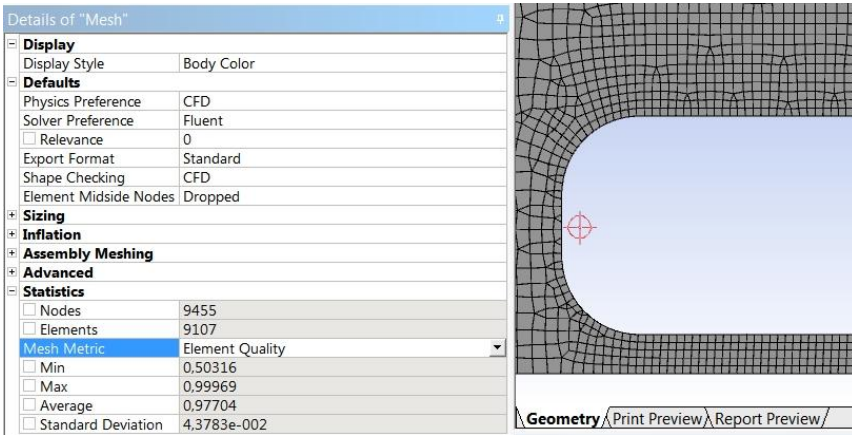 Details of "Mesh"
Display
Display Style Body Color
Defaults
Physics Preference CFD
Solver Preference Fluent
Relevance 0
Export Format Standard
Shape Checking CFD
Element Midside Nodes Dropped
Sizing
Inflation
Assembly Meshing
Advanced
Statistics
Nodes 9455
Elements 9107
Mesh Metric Element Quality
Min 0,50316
Max 0,99969
Average 0,97704
Standard Deviation 4,3783e-002
Geometry Print Preview Report Preview